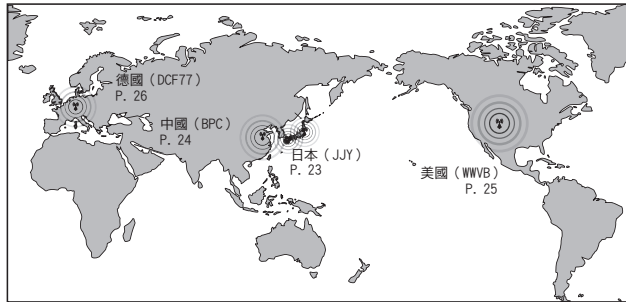 德國（DCF77）
P. 26
中國（BPC）
P. 24
日本（JJY）
P. 23
美國（WWVB）
P. 25